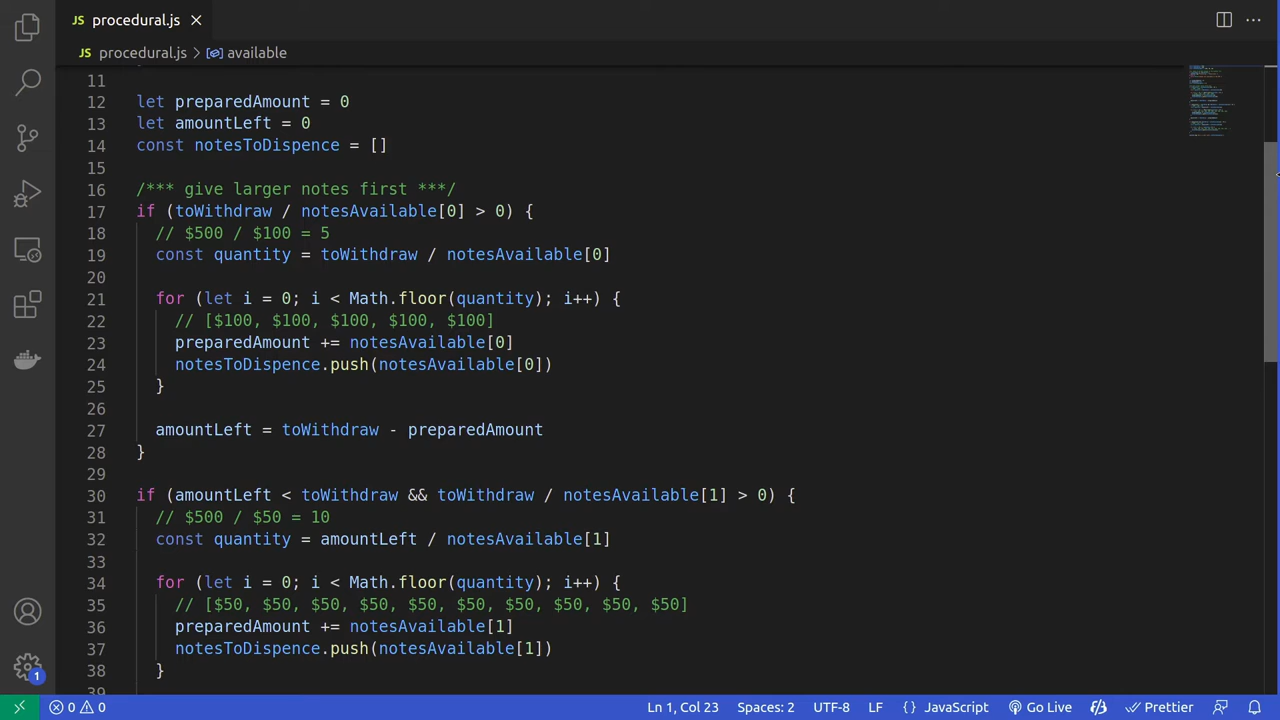 JS procedural.js ×
JS procedural.js > available
11
12 let preparedAmount = 0
13 let amountLeft = 0
14 const notesToDispence = []
15
16 /*** give larger notes first ***/
17 if (toWithdraw / notesAvailable[0] > 0) {
18 // $500 / $100 = 5
19 const quantity = toWithdraw / notesAvailable[0]
20
21 for (let i = 0; i < Math.floor(quantity); i++) {
22 // [$100, $100, $100, $100, $100]
23 preparedAmount += notesAvailable[0]
24 notesToDispence.push(notesAvailable[0])
25 }
26
27 amountLeft = toWithdraw - preparedAmount
28 }
29
30 if (amountLeft < toWithdraw && toWithdraw / notesAvailable[1] > 0) {
31 // $500 / $50 = 10
32 const quantity = amountLeft / notesAvailable[1]
33
34 for (let i = 0; i < Math.floor(quantity); i++) {
35 // [$50, $50, $50, $50, $50, $50, $50, $50, $50, $50]
36 preparedAmount += notesAvailable[1]
37 notesToDispence.push(notesAvailable[1])
38 }
39
1
0 0 Ln 1, Col 23 Spaces: 2 UTF-8 LF {} JavaScript Go Live Prettier